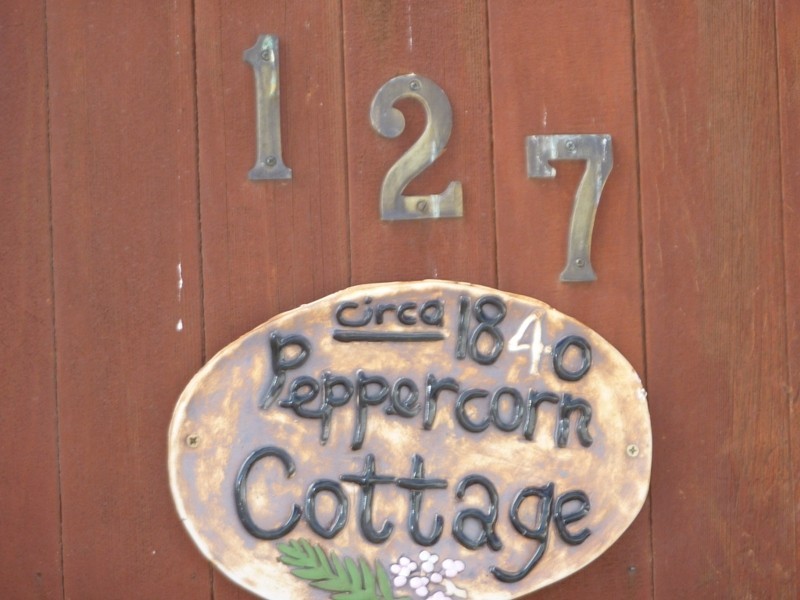 127
circa 1840
Peppercorn
Cottage